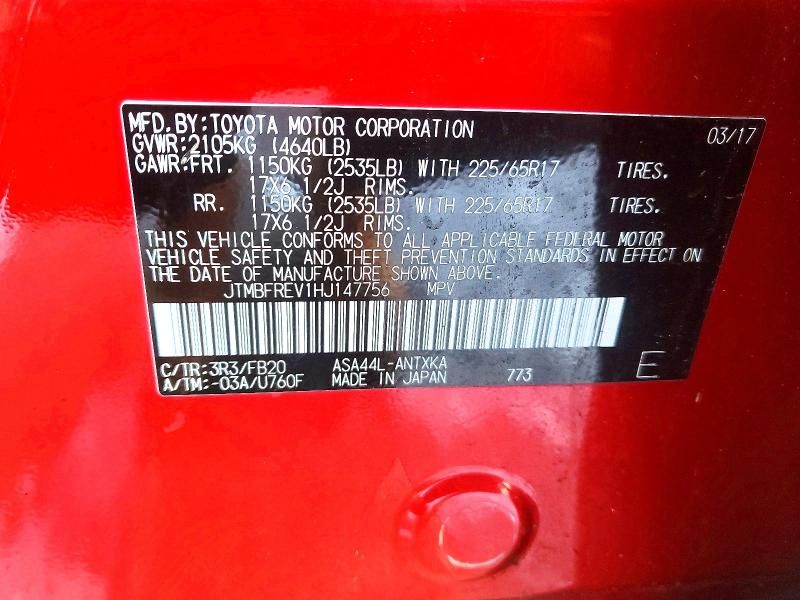 MFD. BY: TOYOTA MOTOR CORPORATION 03/17
GVWR: 2105KG (4640LB)
GAWR: FRT. 1150KG (2535LB) WITH 225/65R17 TIRES.
17X6 1/2J RIMS.
RR. 1150KG (2535LB) WITH 225/65R17 TIRES.
17X6 1/2J RIMS.
THIS VEHICLE CONFORMS TO ALL APPLICABLE FEDERAL MOTOR
VEHICLE SAFETY AND THEFT PREVENTION STANDARDS IN EFFECT ON
THE DATE OF MANUFACTURE SHOWN ABOVE.
JTMBFREV1HJ147756 MPV
C/TR: 3R3/FB20 ASA44L-ANTXKA
A/TM: -03A/U760F MADE IN JAPAN 773 E